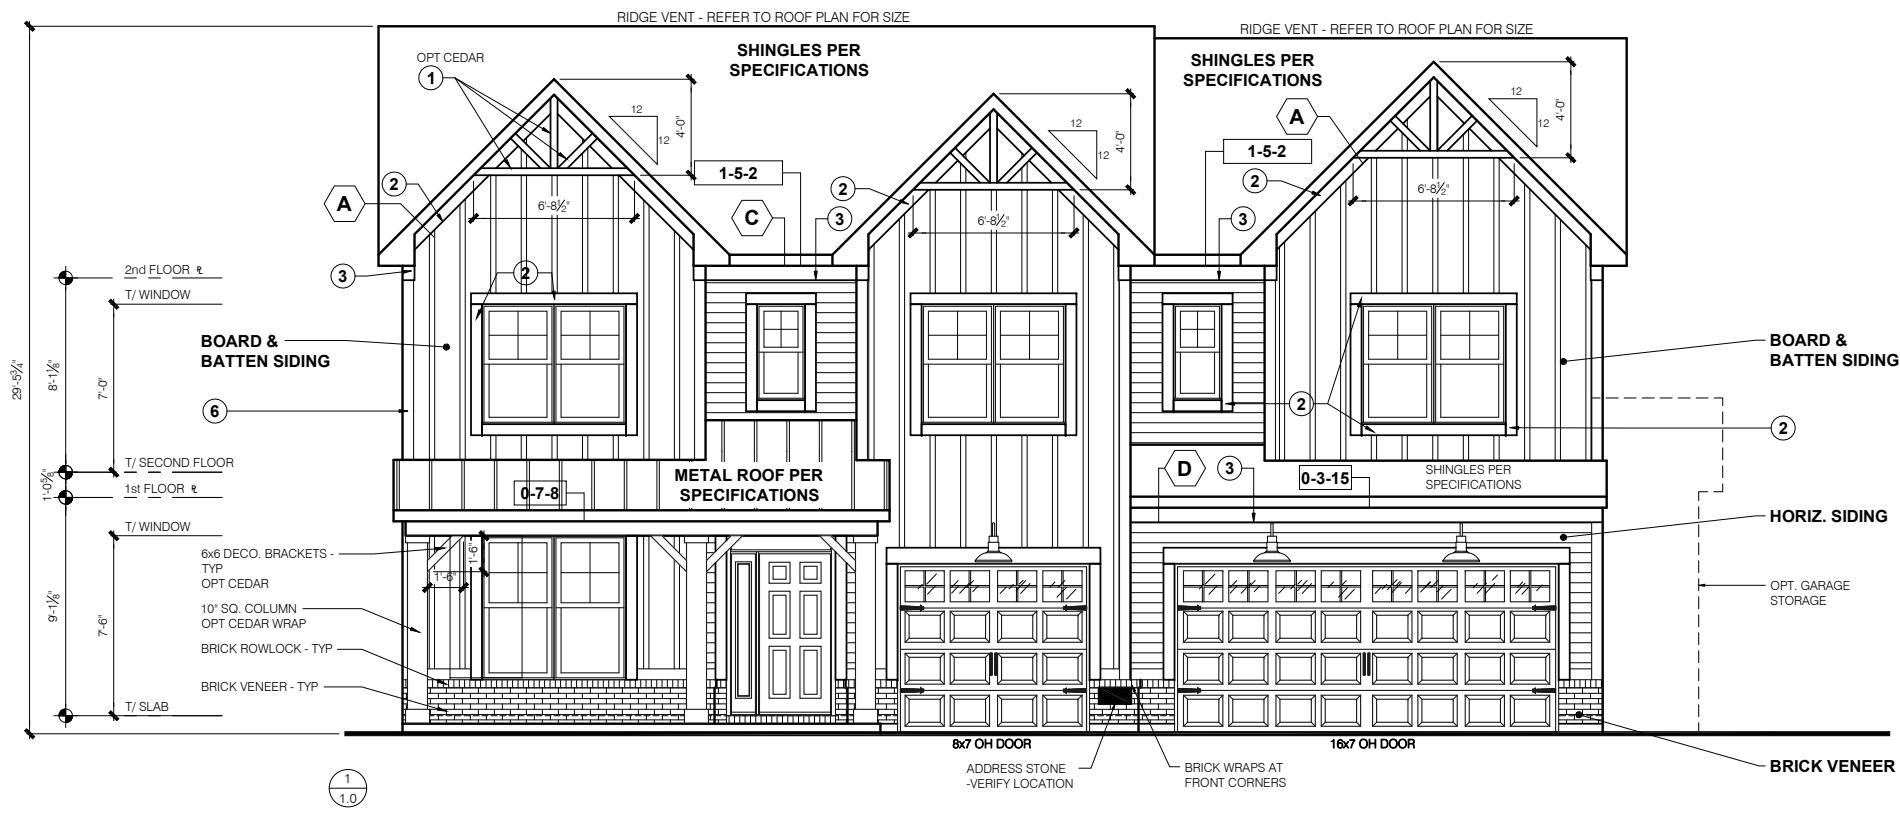 RIDGE VENT - REFER TO ROOF PLAN FOR SIZE
RIDGE VENT - REFER TO ROOF PLAN FOR SIZE
SHINGLES PER
SPECIFICATIONS
SHINGLES PER
SPECIFICATIONS
OPT CEDAR
1
12
12
4'-0"
12
12
4'-0"
12
12
4'-0"
A
1-5-2
1-5-2
2
2
2
A
6'-8½"
6'-8½"
6'-8½"
C
3
3
3
2
2nd FLOOR ℄
T/ WINDOW
BOARD &
BATTEN SIDING
BOARD &
BATTEN SIDING
29'-5¾"
8'-1⅛"
7'-0"
6
2
2
T/ SECOND FLOOR
1'-0⅝"
1st FLOOR ℄
METAL ROOF PER
SPECIFICATIONS
0-7-8
D
3
0-3-15
SHINGLES PER
SPECIFICATIONS
HORIZ. SIDING
T/ WINDOW
6x6 DECO. BRACKETS -
TYP
OPT CEDAR
1'-6"
1'-6"
10" SQ. COLUMN
OPT CEDAR WRAP
9'-1⅛"
7'-6"
BRICK ROWLOCK - TYP
BRICK VENEER - TYP
T/ SLAB
OPT. GARAGE
STORAGE
8x7 OH DOOR
16x7 OH DOOR
ADDRESS STONE
-VERIFY LOCATION
BRICK WRAPS AT
FRONT CORNERS
BRICK VENEER
1
1.0